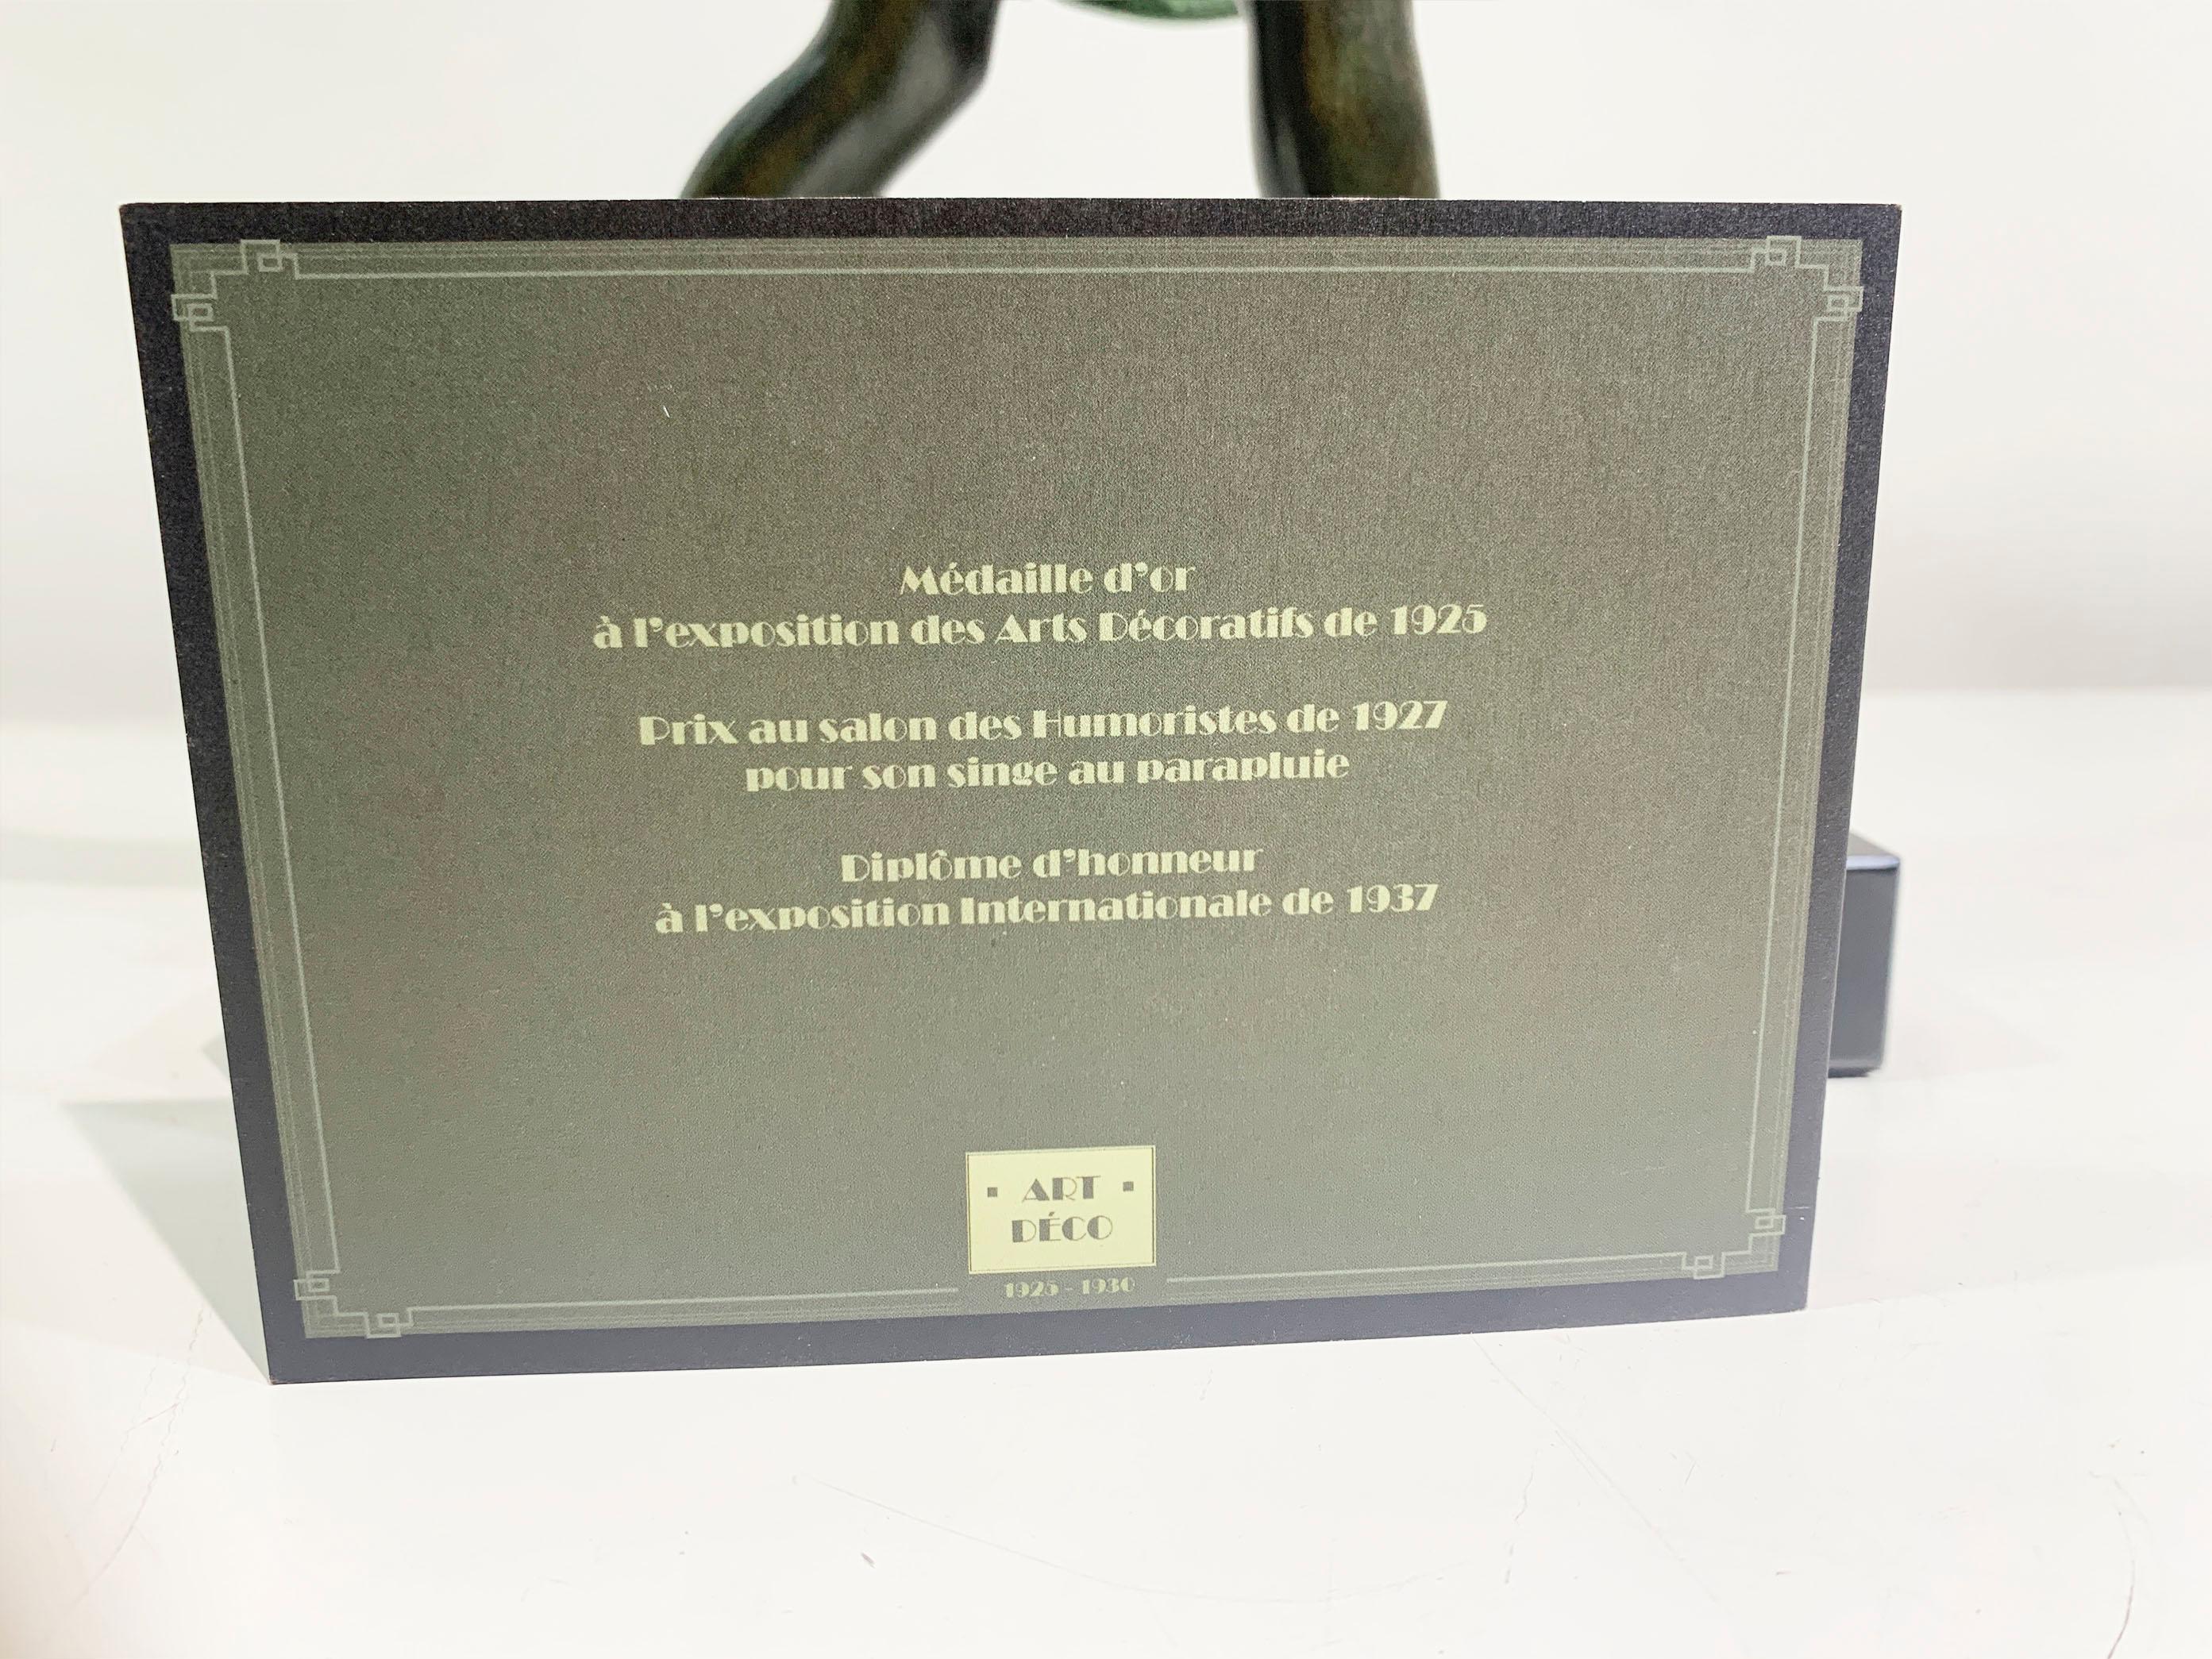 Médaille d'or
à l'exposition des Arts Décoratifs de 1925
Prix au salon des Humoristes de 1927
pour son singe au parapluie
Diplôme d'honneur
à l'exposition Internationale de 1937
▪ ART ▪
DÉCO
1925 - 1930